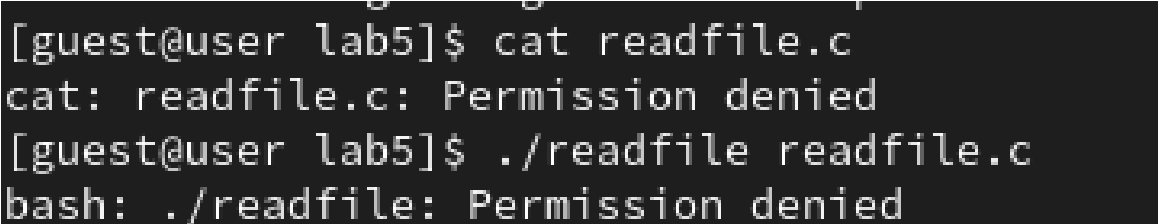 [guest@user lab5]$ cat readfile.c
cat: readfile.c: Permission denied
[guest@user lab5]$ ./readfile readfile.c
bash: ./readfile: Permission denied